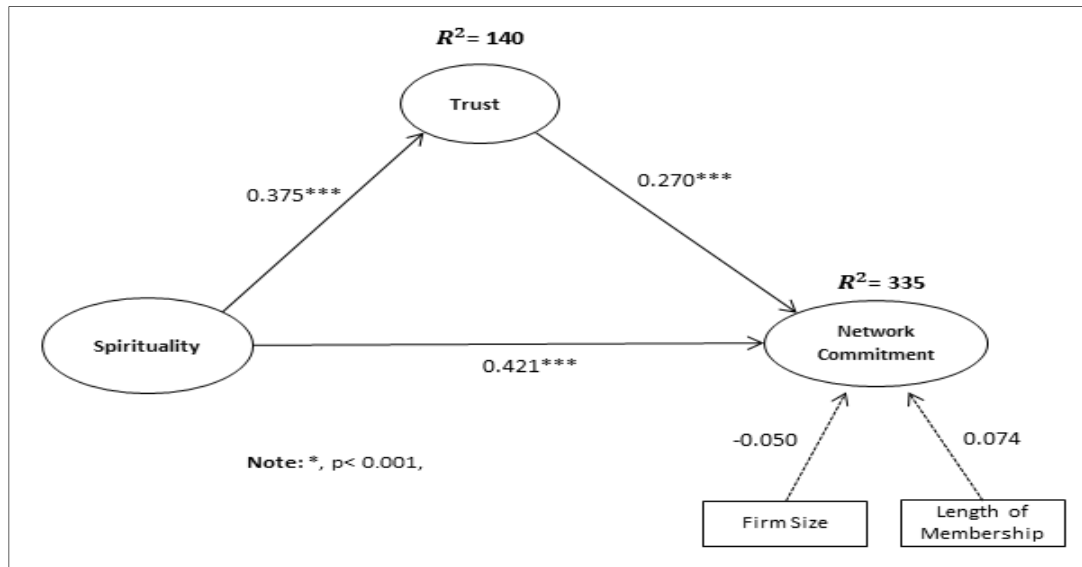 R²= 140
Trust
0.375***
0.270***
R²= 335
Spirituality
Network
Commitment
0.421***
-0.050
0.074
Note: *, p< 0.001,
Firm Size
Length of
Membership